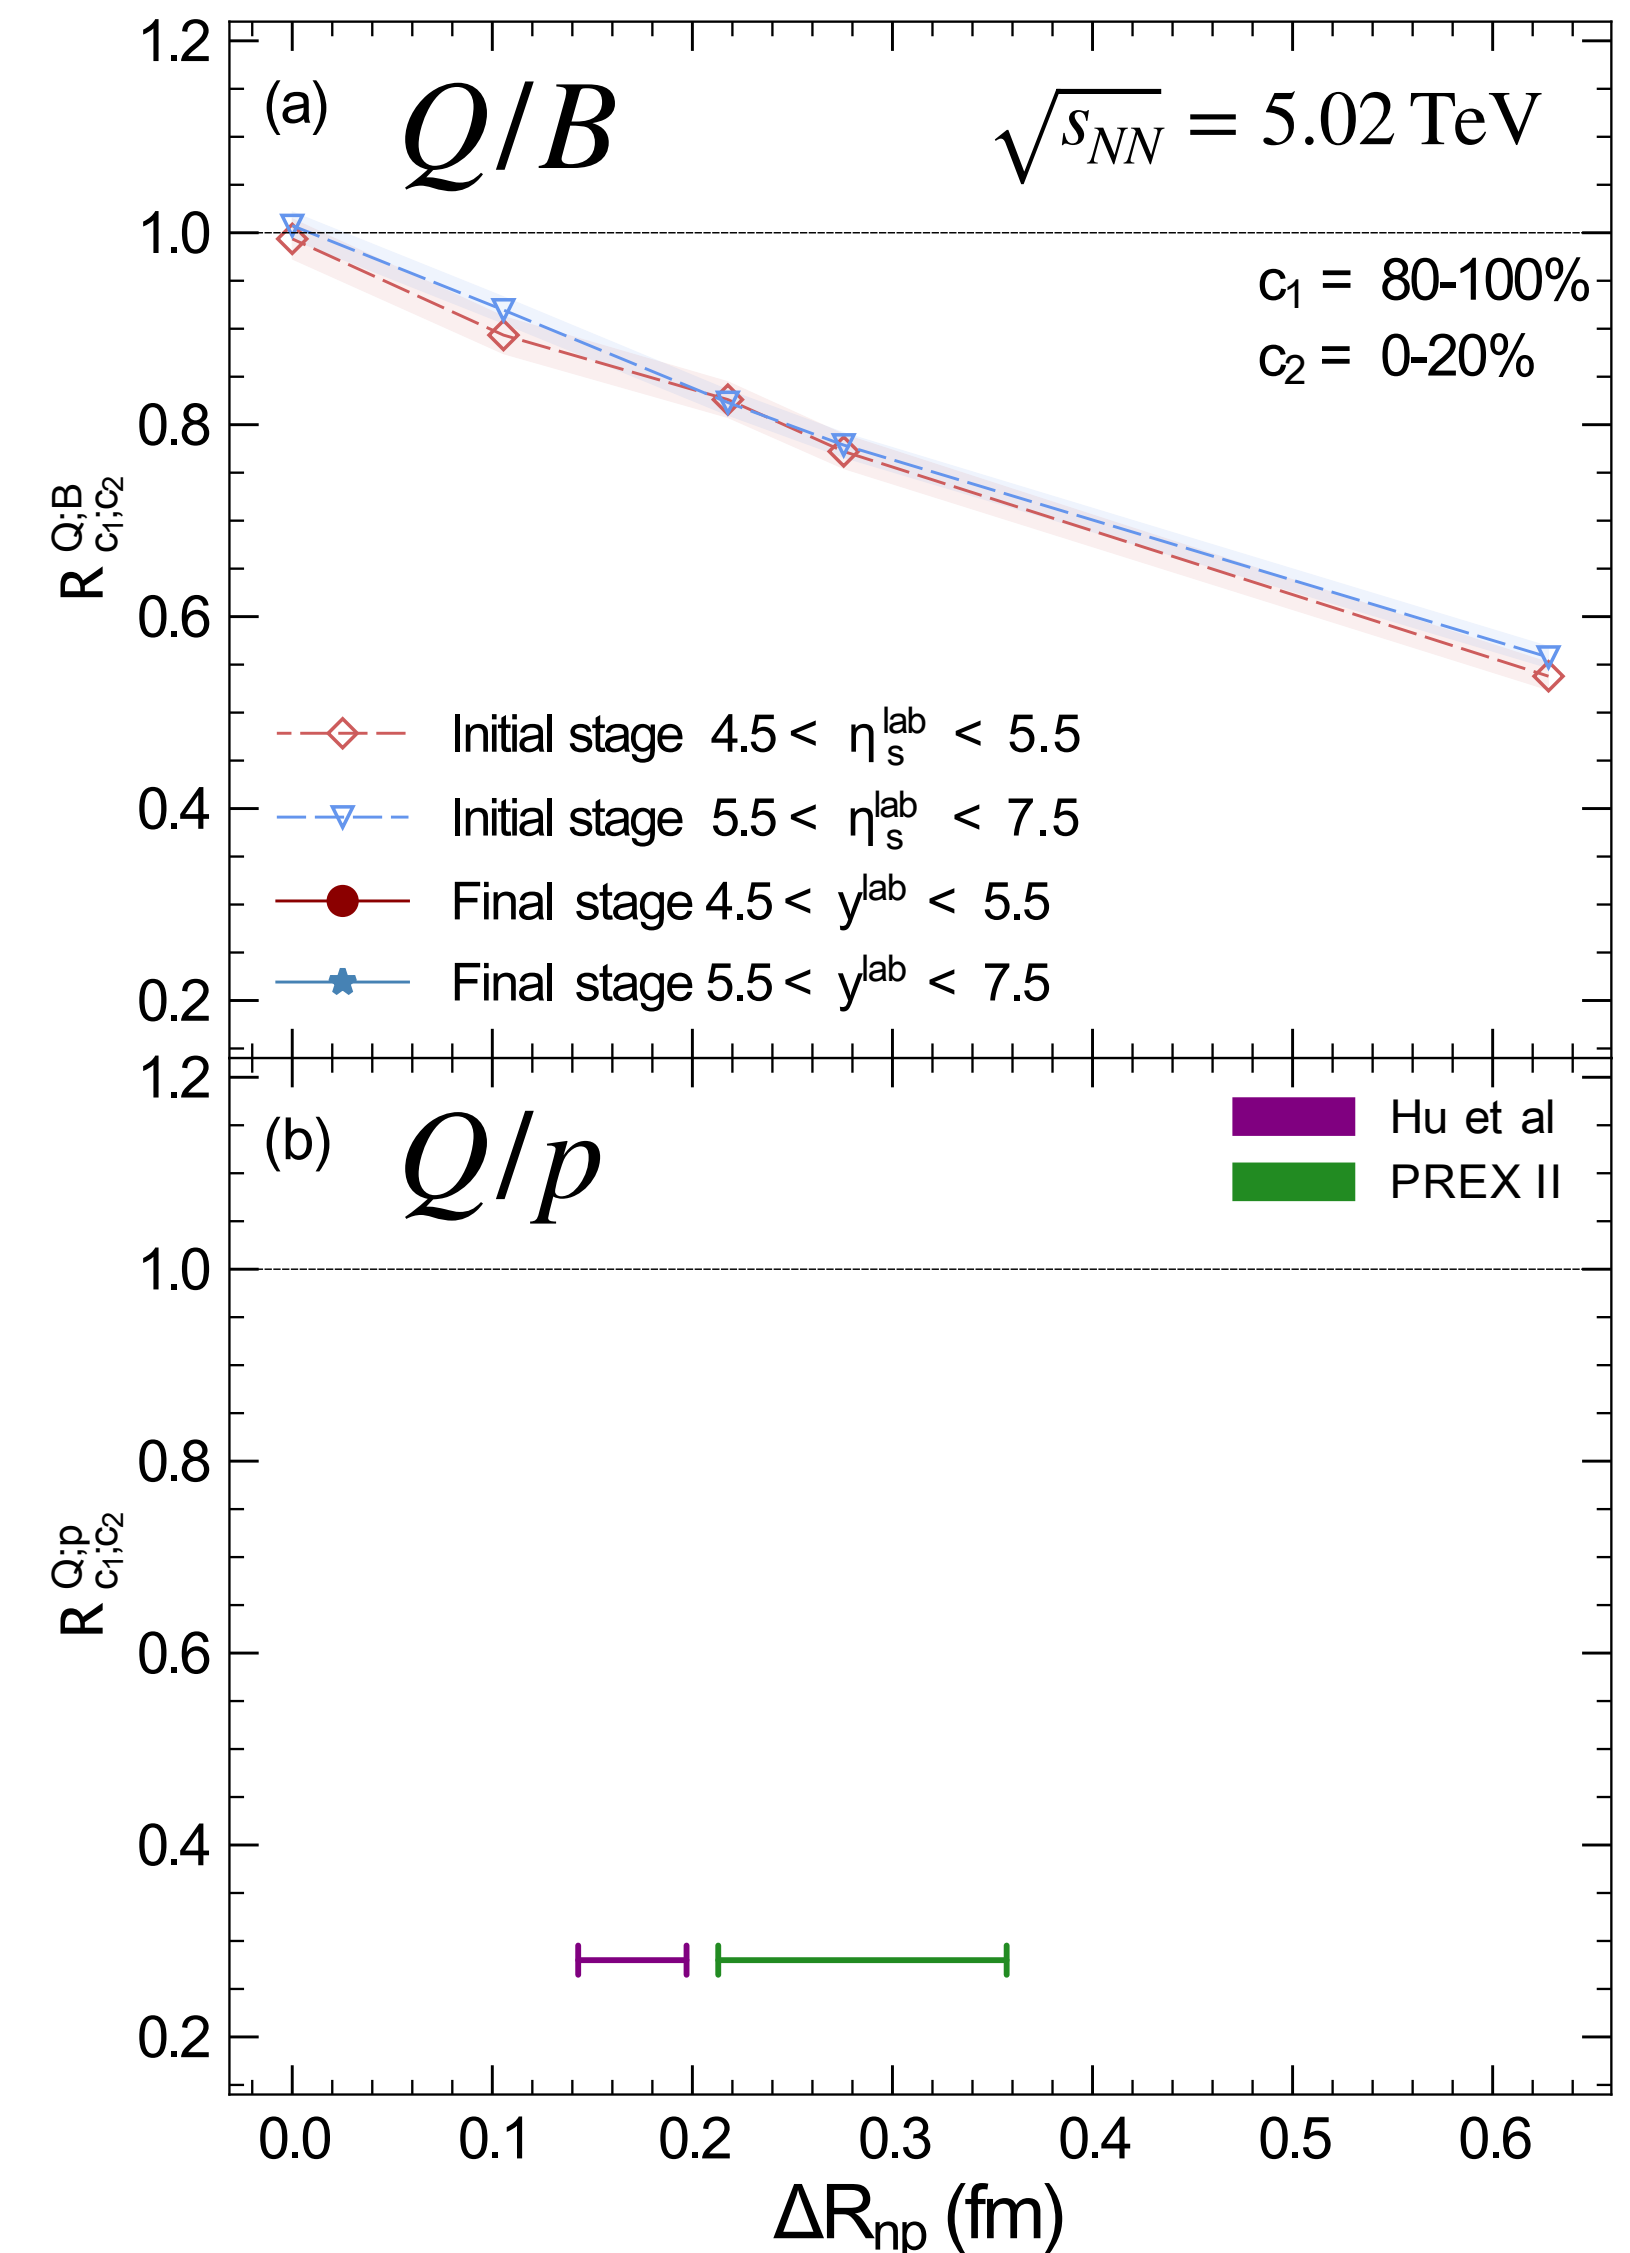 1.2
(a) Q/B √s_NN = 5.02 TeV
1.0
c₁ = 80-100%
c₂ = 0-20%
0.8
R^{Q;B}_{c₁;c₂}
0.6
Initial stage 4.5 < η_s^{lab} < 5.5
Initial stage 5.5 < η_s^{lab} < 7.5
0.4
Final stage 4.5 < y^{lab} < 5.5
Final stage 5.5 < y^{lab} < 7.5
0.2
1.2
(b) Q/p
Hu et al
PREX II
1.0
0.8
R^{Q;p}_{c₁;c₂}
0.6
0.4
0.2
0.0 0.1 0.2 0.3 0.4 0.5 0.6
ΔR_{np} (fm)